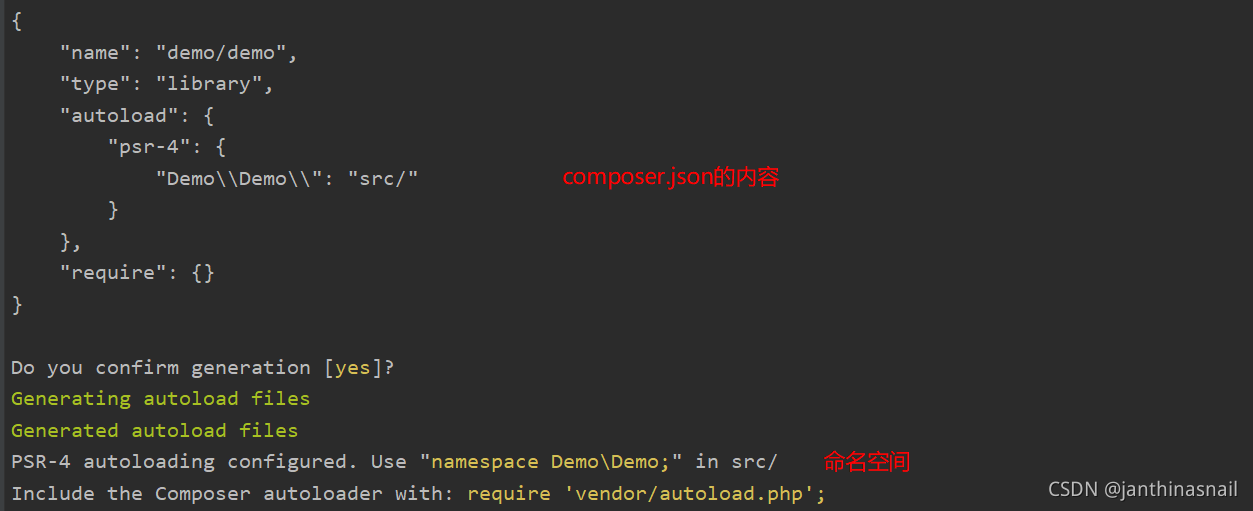 {
    "name": "demo/demo",
    "type": "library",
    "autoload": {
        "psr-4": {
            "Demo\\Demo\\": "src/" composer.json的内容
        }
    },
    "require": {}
}
Do you confirm generation [yes]?
Generating autoload files
Generated autoload files
PSR-4 autoloading configured. Use "namespace Demo\Demo;" in src/ 命名空间
Include the Composer autoloader with: require 'vendor/autoload.php';
CSDN @janthinasnail